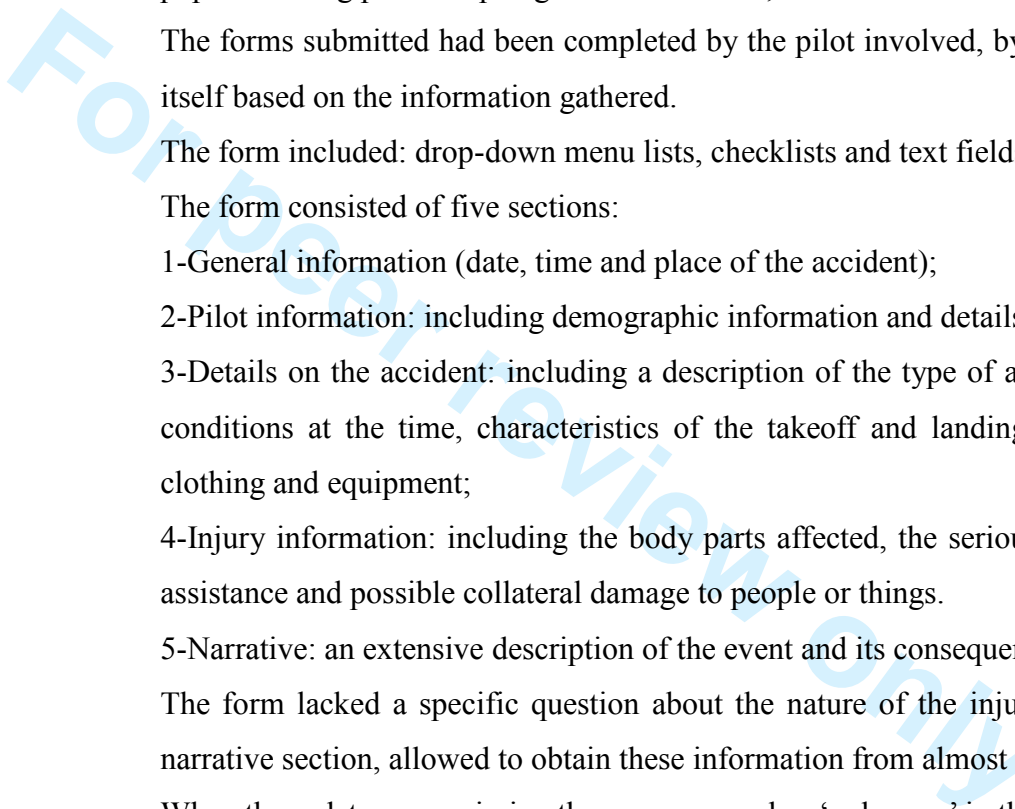 The forms submitted had been completed by the pilot involved, by
itself based on the information gathered.
The form included: drop-down menu lists, checklists and text field
The form consisted of five sections:
1-General information (date, time and place of the accident);
2-Pilot information: including demographic information and details
3-Details on the accident: including a description of the type of a
conditions at the time, characteristics of the takeoff and landing
clothing and equipment;
4-Injury information: including the body parts affected, the seriou
assistance and possible collateral damage to people or things.
5-Narrative: an extensive description of the event and its consequen
The form lacked a specific question about the nature of the inju
narrative section, allowed to obtain these information from almost
For peer review only